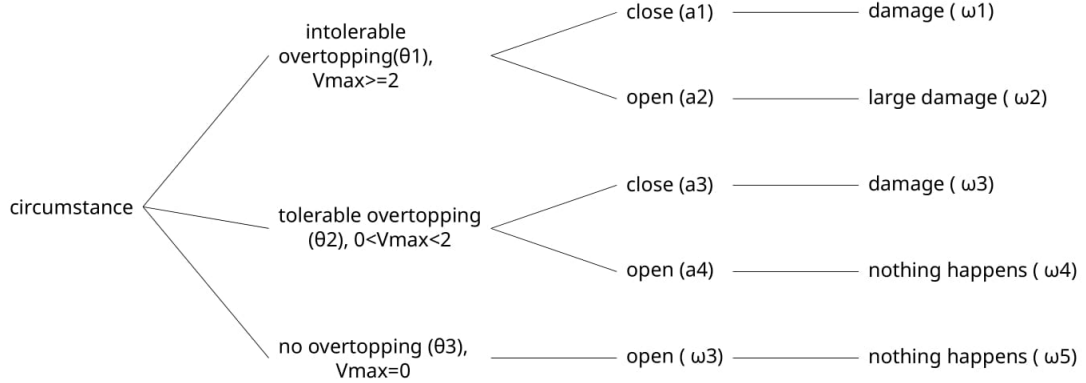 intolerable
overtopping(θ1),
Vmax>=2
close (a1)
damage ( ω1)
open (a2)
large damage ( ω2)
circumstance
tolerable overtopping
(θ2), 0<Vmax<2
close (a3)
damage ( ω3)
open (a4)
nothing happens ( ω4)
no overtopping (θ3),
Vmax=0
open ( ω3)
nothing happens ( ω5)